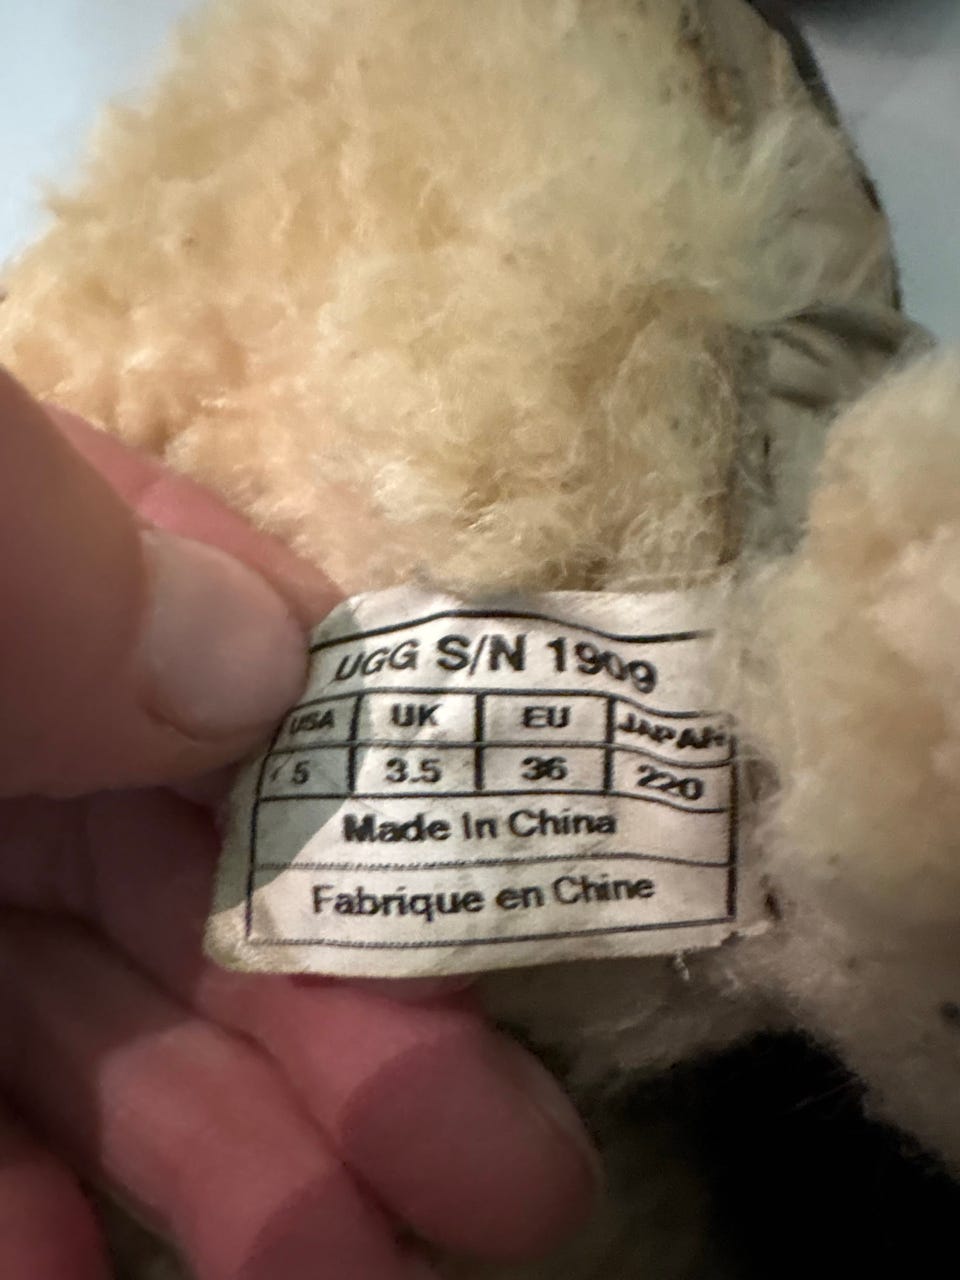 UGG S/N 1909
USA UK EU JAPAN
5 3.5 36 220
Made In China
Fabrique en Chine